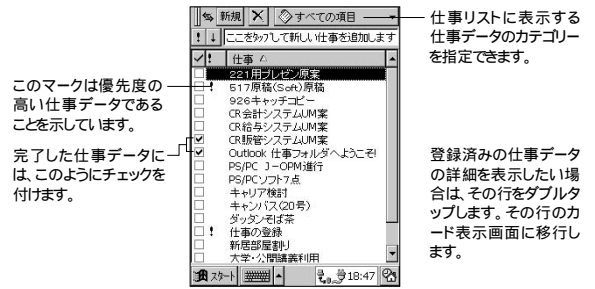 新規 すべての項目
! ↓ ここをタップして新しい仕事を追加します
! 仕事
221用プレゼン原案
! 517原稿(Soft)原稿
926キャッチコピー
CR会計システムUM案
CR給与システムUM案
CR販管システムUM案
Outlook 仕事フォルダへようこそ!
PS/PC J-OPM進行
PS/PCソフト7点
キャリア検討
キャンバス(20号)
ダッタンそば茶
! 仕事の登録
新居部屋割り
大学・公開講義利用
スタート 18:47
このマークは優先度の
高い仕事データである
ことを示しています。
完了した仕事データに
は、このようにチェックを
付けます。
仕事リストに表示する
仕事データのカテゴリー
を指定できます。
登録済みの仕事データ
の詳細を表示したい場
合は、その行をダブルタ
ップします。その行のカ
ード表示画面に移行し
ます。